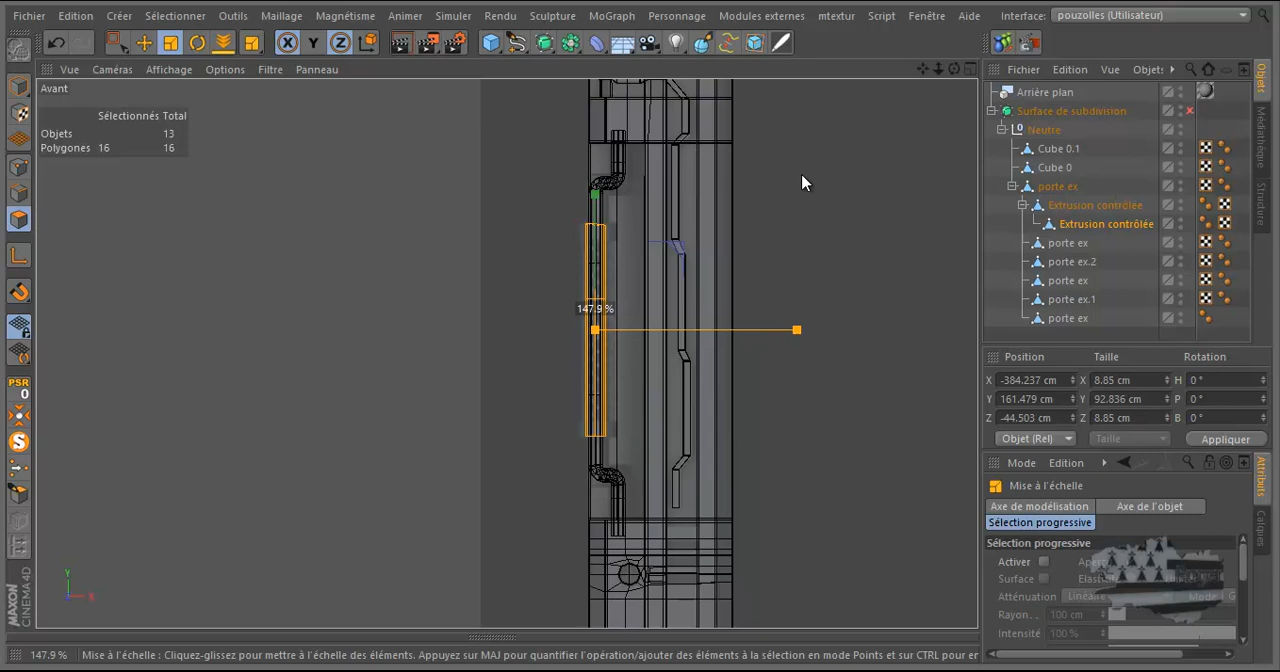 Fichier Edition Créer Sélectionner Outils Maillage Magnétisme Animer Simuler Rendu Sculpture MoGraph Personnage Modules externes mtextur Script Fenêtre Aide Interface: pouzolles (Utilisateur)
X Y Z
Vue Caméras Affichage Options Filtre Panneau
Fichier Edition Vue Objets
Avant
Sélectionnés Total
Objets 13
Polygones 16 16
Arrière plan
Surface de subdivision
Neutre
Cube 0.1
Cube 0
porte ex
Extrusion contrôlée
Extrusion contrôlée
porte ex
porte ex.2
porte ex
porte ex.1
porte ex
Objets
Médiathèque
Structure
147.9 %
Position Taille Rotation
X -384.237 cm X 8.85 cm H 0 °
Y 161.479 cm Y 92.836 cm P 0 °
Z -44.503 cm Z 8.85 cm B 0 °
Objet (Rel) Taille Appliquer
PSR
0
S
Mode Edition
Mise à l'échelle
Axe de modélisation Axe de l'objet
Sélection progressive
Sélection progressive
Activer
Surface
Atténuation Mode
Rayon.. 100 cm
Intensité 100 %
Attributs
Calques
Y
X
MAXON
CINEMA 4D
147.9 % Mise à l'échelle : Cliquez-glissez pour mettre à l'échelle des éléments. Appuyez sur MAJ pour quantifier l'opération/ajouter des éléments à la sélection en mode Points et sur CTRL pour en